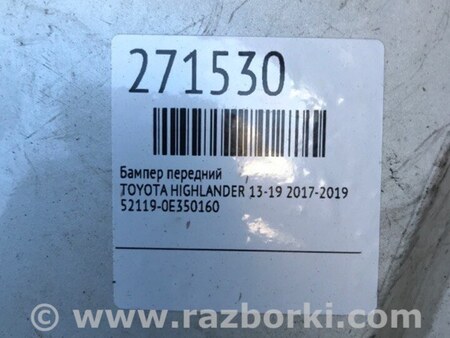 271530
Бампер передний
TOYOTA HIGHLANDER 13-19 2017-2019
52119-0E350160
© www.razborki.com